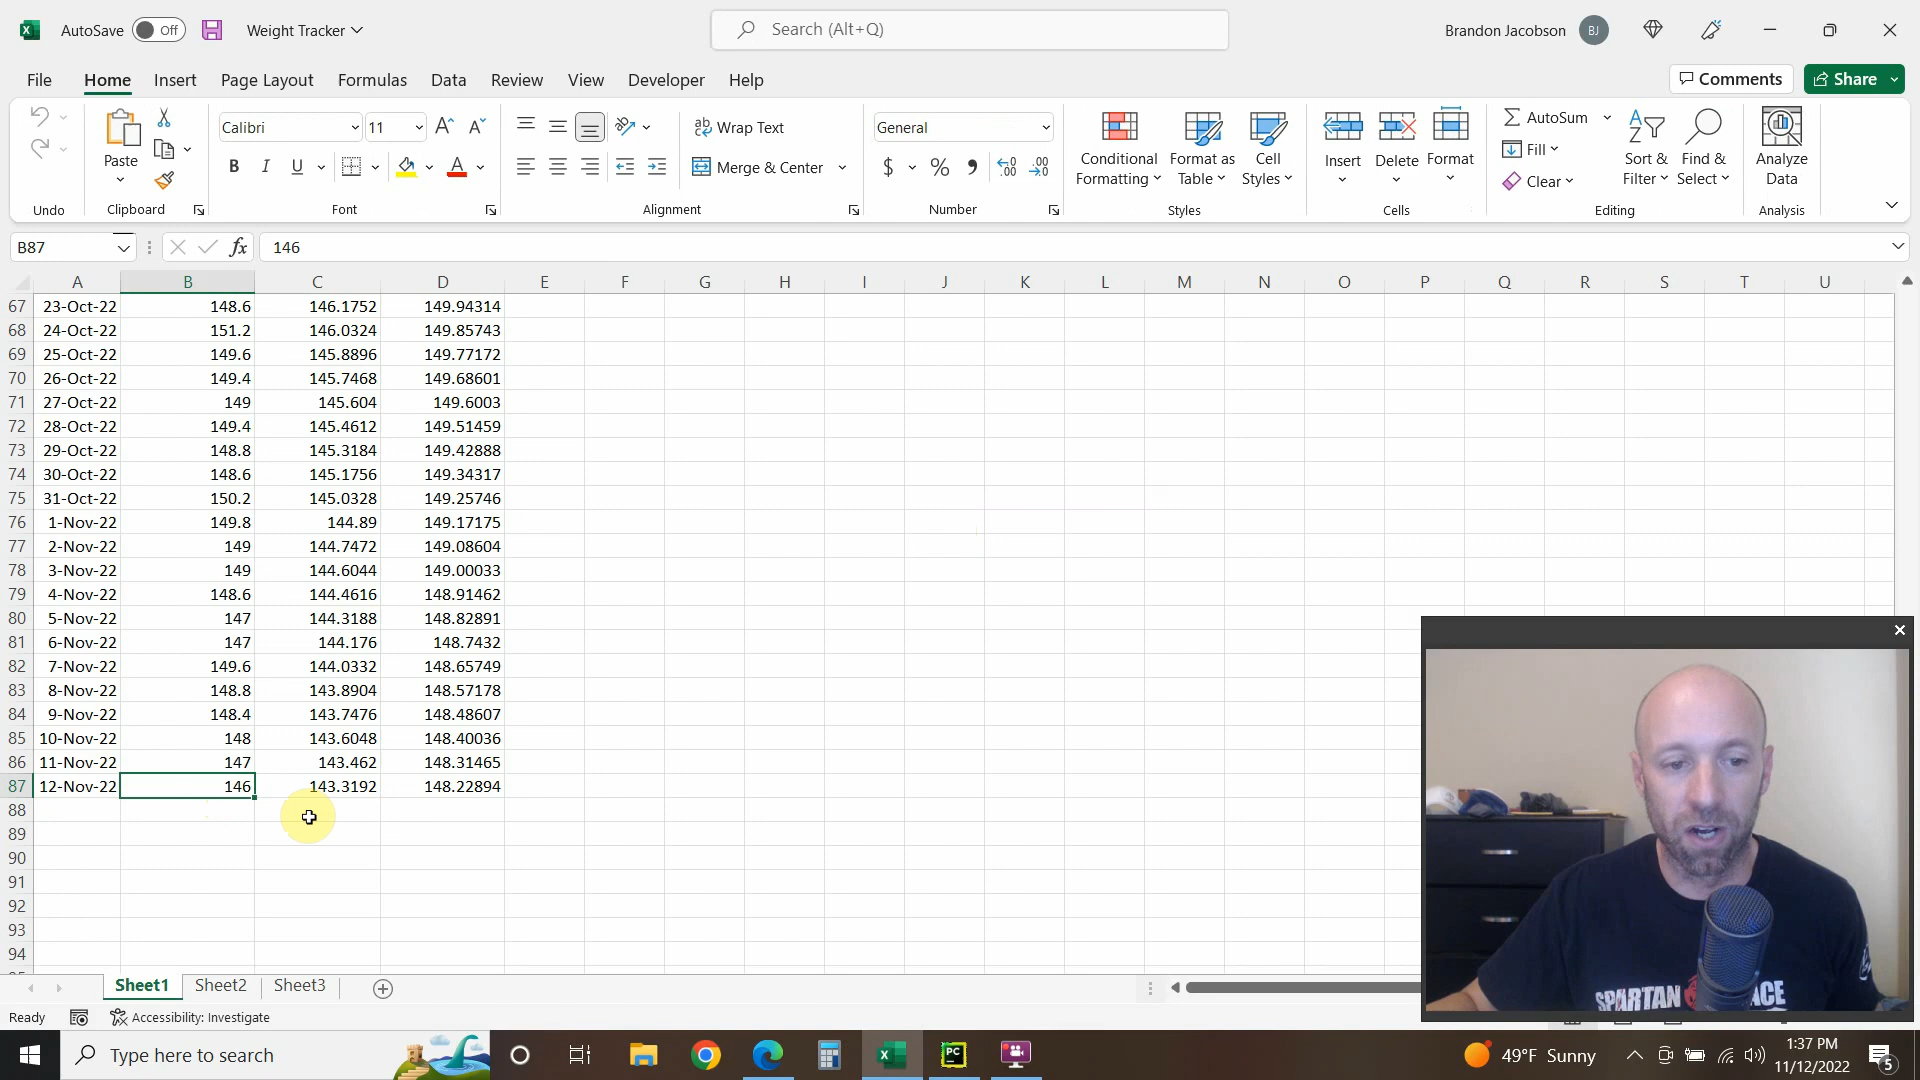 AutoSave Off Weight Tracker Search (Alt+Q) Brandon Jacobson BJ
File Home Insert Page Layout Formulas Data Review View Developer Help Comments Share
Calibri 11 Wrap Text General AutoSum
Paste Conditional Formatting Format as Table Cell Styles Insert Delete Format Fill Sort & Filter Find & Select Analyze Data
B I U Merge & Center $ % Clear
Undo Clipboard Font Alignment Number Styles Cells Editing Analysis
B87 fx 146
A B C D E F G H I J K L M N O P Q R S T U
67 23-Oct-22 148.6 146.1752 149.94314
68 24-Oct-22 151.2 146.0324 149.85743
69 25-Oct-22 149.6 145.8896 149.77172
70 26-Oct-22 149.4 145.7468 149.68601
71 27-Oct-22 149 145.604 149.6003
72 28-Oct-22 149.4 145.4612 149.51459
73 29-Oct-22 148.8 145.3184 149.42888
74 30-Oct-22 148.6 145.1756 149.34317
75 31-Oct-22 150.2 145.0328 149.25746
76 1-Nov-22 149.8 144.89 149.17175
77 2-Nov-22 149 144.7472 149.08604
78 3-Nov-22 149 144.6044 149.00033
79 4-Nov-22 148.6 144.4616 148.91462
80 5-Nov-22 147 144.3188 148.82891
81 6-Nov-22 147 144.176 148.7432
82 7-Nov-22 149.6 144.0332 148.65749
83 8-Nov-22 148.8 143.8904 148.57178
84 9-Nov-22 148.4 143.7476 148.48607
85 10-Nov-22 148 143.6048 148.40036
86 11-Nov-22 147 143.462 148.31465
87 12-Nov-22 146 143.3192 148.22894
88
89
90
91
92
93
94
SPARTAN
Sheet1 Sheet2 Sheet3
Ready Accessibility: Investigate
Type here to search PC 49°F Sunny 1:37 PM
11/12/2022 5